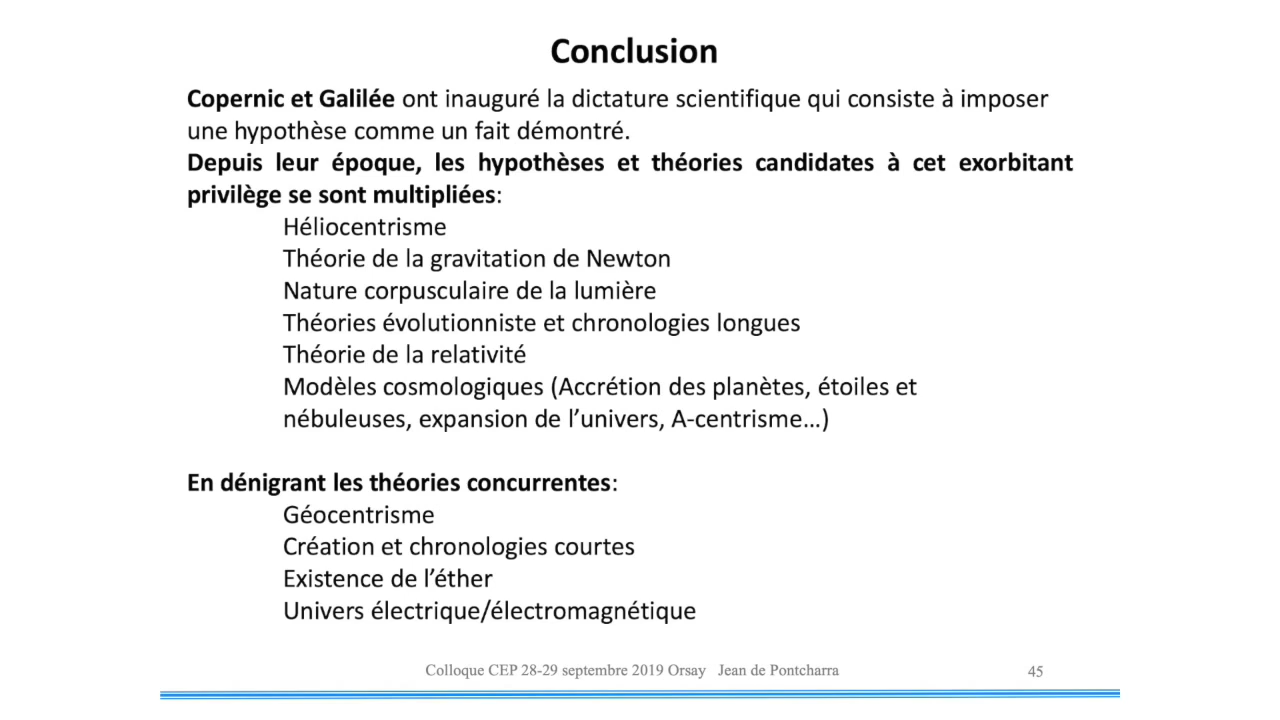 Conclusion
Copernic et Galilée ont inauguré la dictature scientifique qui consiste à imposer
une hypothèse comme un fait démontré.
Depuis leur époque, les hypothèses et théories candidates à cet exorbitant
privilège se sont multipliées:
Héliocentrisme
Théorie de la gravitation de Newton
Nature corpusculaire de la lumière
Théories évolutionniste et chronologies longues
Théorie de la relativité
Modèles cosmologiques (Accrétion des planètes, étoiles et
nébuleuses, expansion de l’univers, A-centrisme…)
En dénigrant les théories concurrentes:
Géocentrisme
Création et chronologies courtes
Existence de l’éther
Univers électrique/électromagnétique
Colloque CEP 28-29 septembre 2019 Orsay Jean de Pontcharra
45